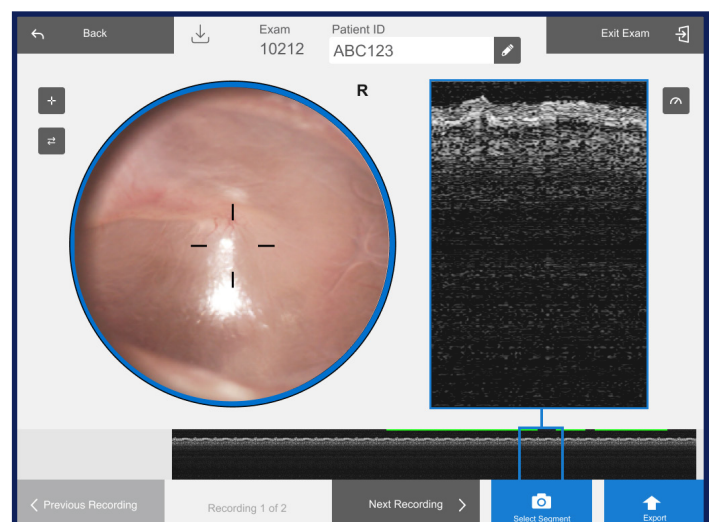 Back
Exam
10212
Patient ID
ABC123
Exit Exam
R
Previous Recording
Recording 1 of 2
Next Recording
Select Segment
Export